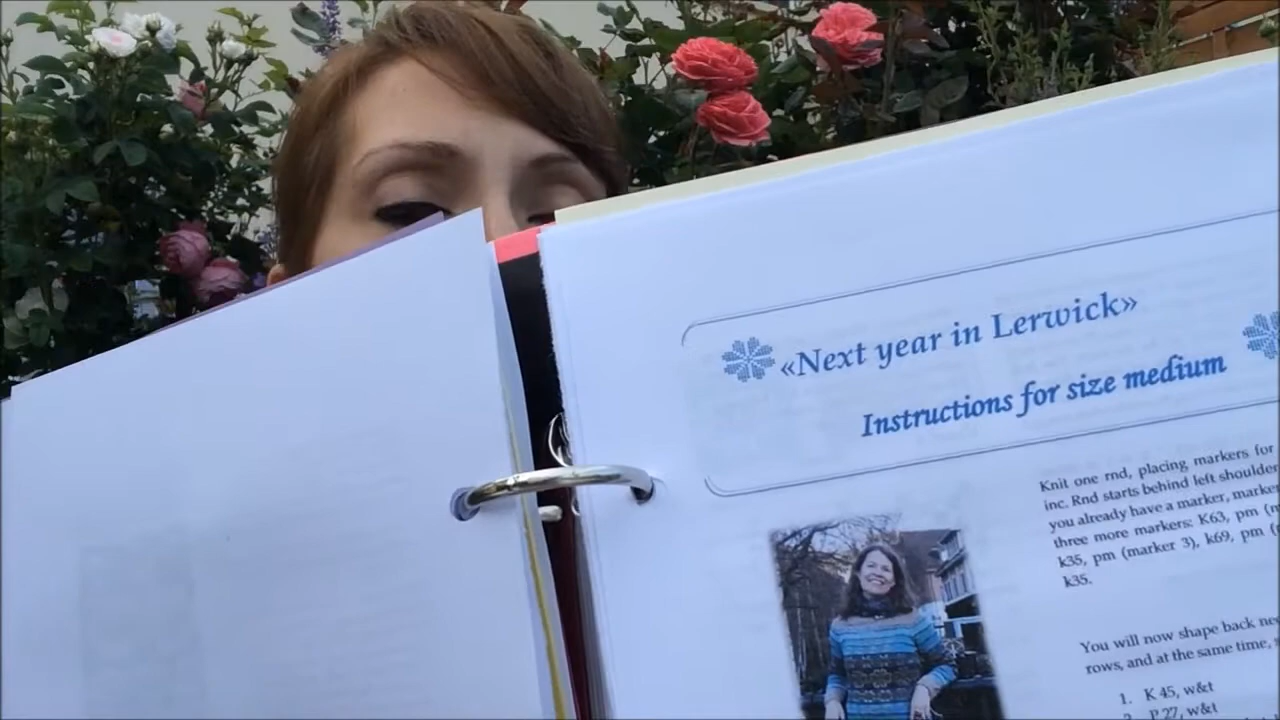 «Next year in Lerwick»
Instructions for size medium
Knit one rnd, placing markers for
inc. Rnd starts behind left shoulder
you already have a marker, marke
three more markers: K63, pm (m
k35, pm (marker 3), k69, pm (
k35.
You will now shape back ne
rows, and at the same time,
1. K 45, w&t
2. P 27, w&t